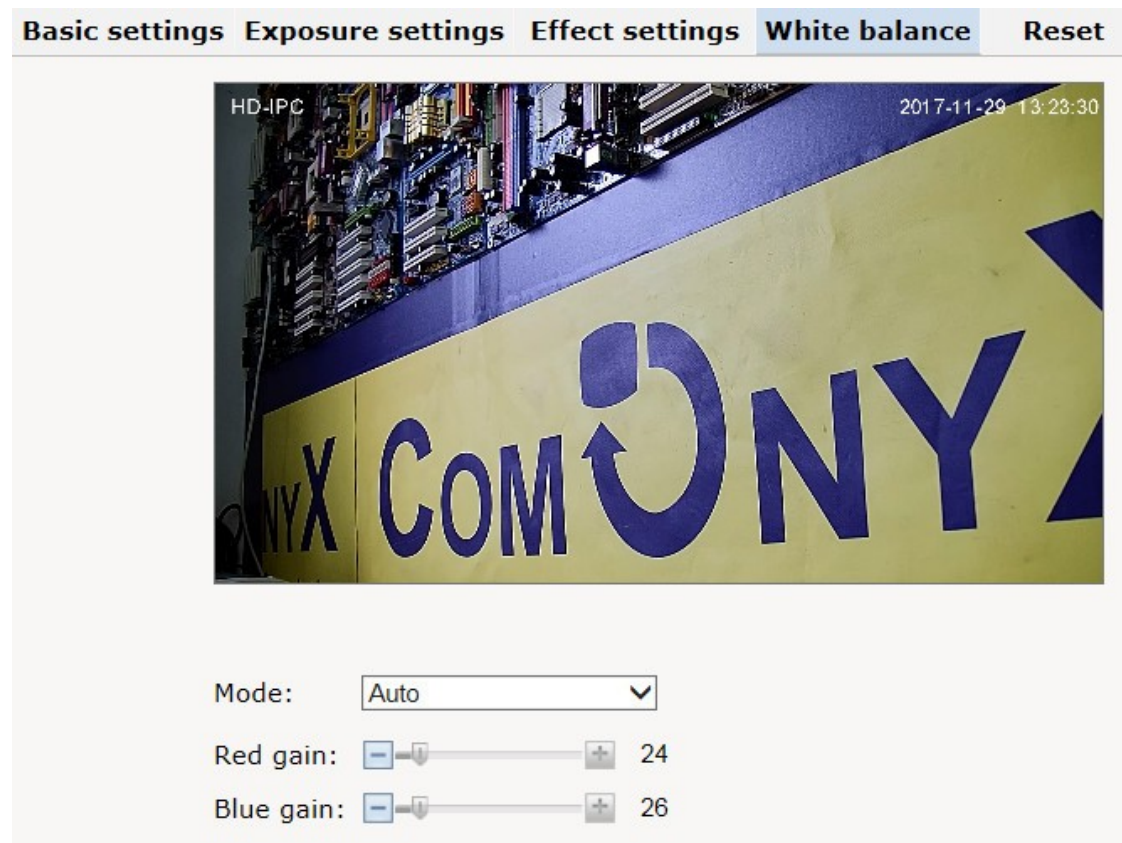 Basic settings Exposure settings Effect settings White balance Reset
HD-IPC 2017-11-29 13:23:30
NYX COMONYX
Mode: Auto
Red gain: 24
Blue gain: 26